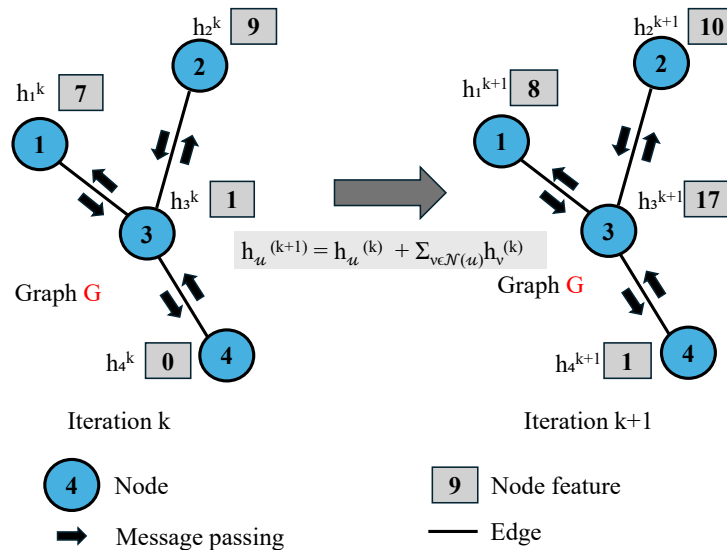 h₂ᵏ 9
h₂ᵏ⁺¹ 10
2
2
h₁ᵏ 7
h₁ᵏ⁺¹ 8
1
1
h₃ᵏ 1
h₃ᵏ⁺¹ 17
3
3
h𝓊⁽ᵏ⁺¹⁾ = h𝓊⁽ᵏ⁾ + Σᵥϵ𝒩(𝓊)hᵥ⁽ᵏ⁾
Graph G
Graph G
h₄ᵏ 0 4
h₄ᵏ⁺¹ 1 4
Iteration k
Iteration k+1
4 Node
9 Node feature
Message passing
Edge